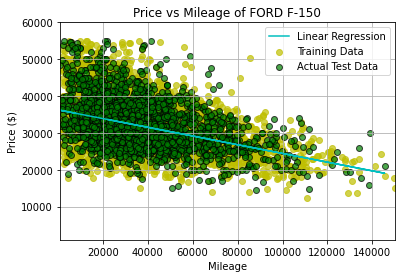 Price vs Mileage of FORD F-150
60000
50000
40000
30000
20000
10000
Price ($)
Linear Regression
Training Data
Actual Test Data
20000 40000 60000 80000 100000 120000 140000
Mileage